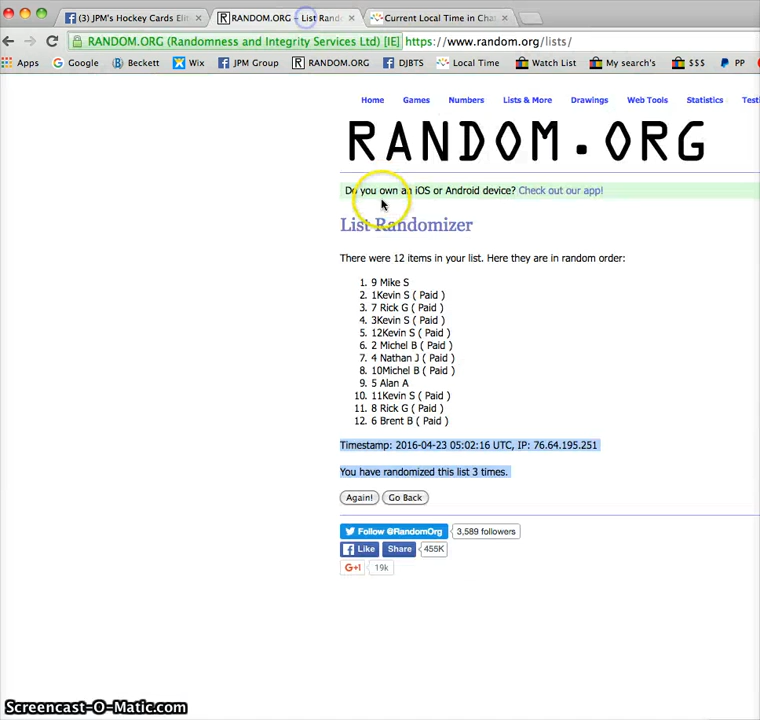 (3) JPM's Hockey Cards Elit
RANDOM.ORG - List Rand
Current Local Time in Chat
RANDOM.ORG (Randomness and Integrity Services Ltd) [IE]
https://www.random.org/lists/
Apps Google Beckett Wix JPM Group RANDOM.ORG DJBTS Local Time Watch List My search's $$$ PP
Home Games Numbers Lists & More Drawings Web Tools Statistics Testi
RANDOM.ORG
Do you own an iOS or Android device? Check out our app!
List Randomizer
There were 12 items in your list. Here they are in random order:
1. 9 Mike S
2. 1Kevin S ( Paid )
3. 7 Rick G ( Paid )
4. 3Kevin S ( Paid )
5. 12Kevin S ( Paid )
6. 2 Michel B ( Paid )
7. 4 Nathan J ( Paid )
8. 10Michel B ( Paid )
9. 5 Alan A
10. 11Kevin S ( Paid )
11. 8 Rick G ( Paid )
12. 6 Brent B ( Paid )
Timestamp: 2016-04-23 05:02:16 UTC, IP: 76.64.195.251
You have randomized this list 3 times.
Again! Go Back
Follow @RandomOrg 3,589 followers
Like Share 455K
G+1 19k
Screencast-O-Matic.com